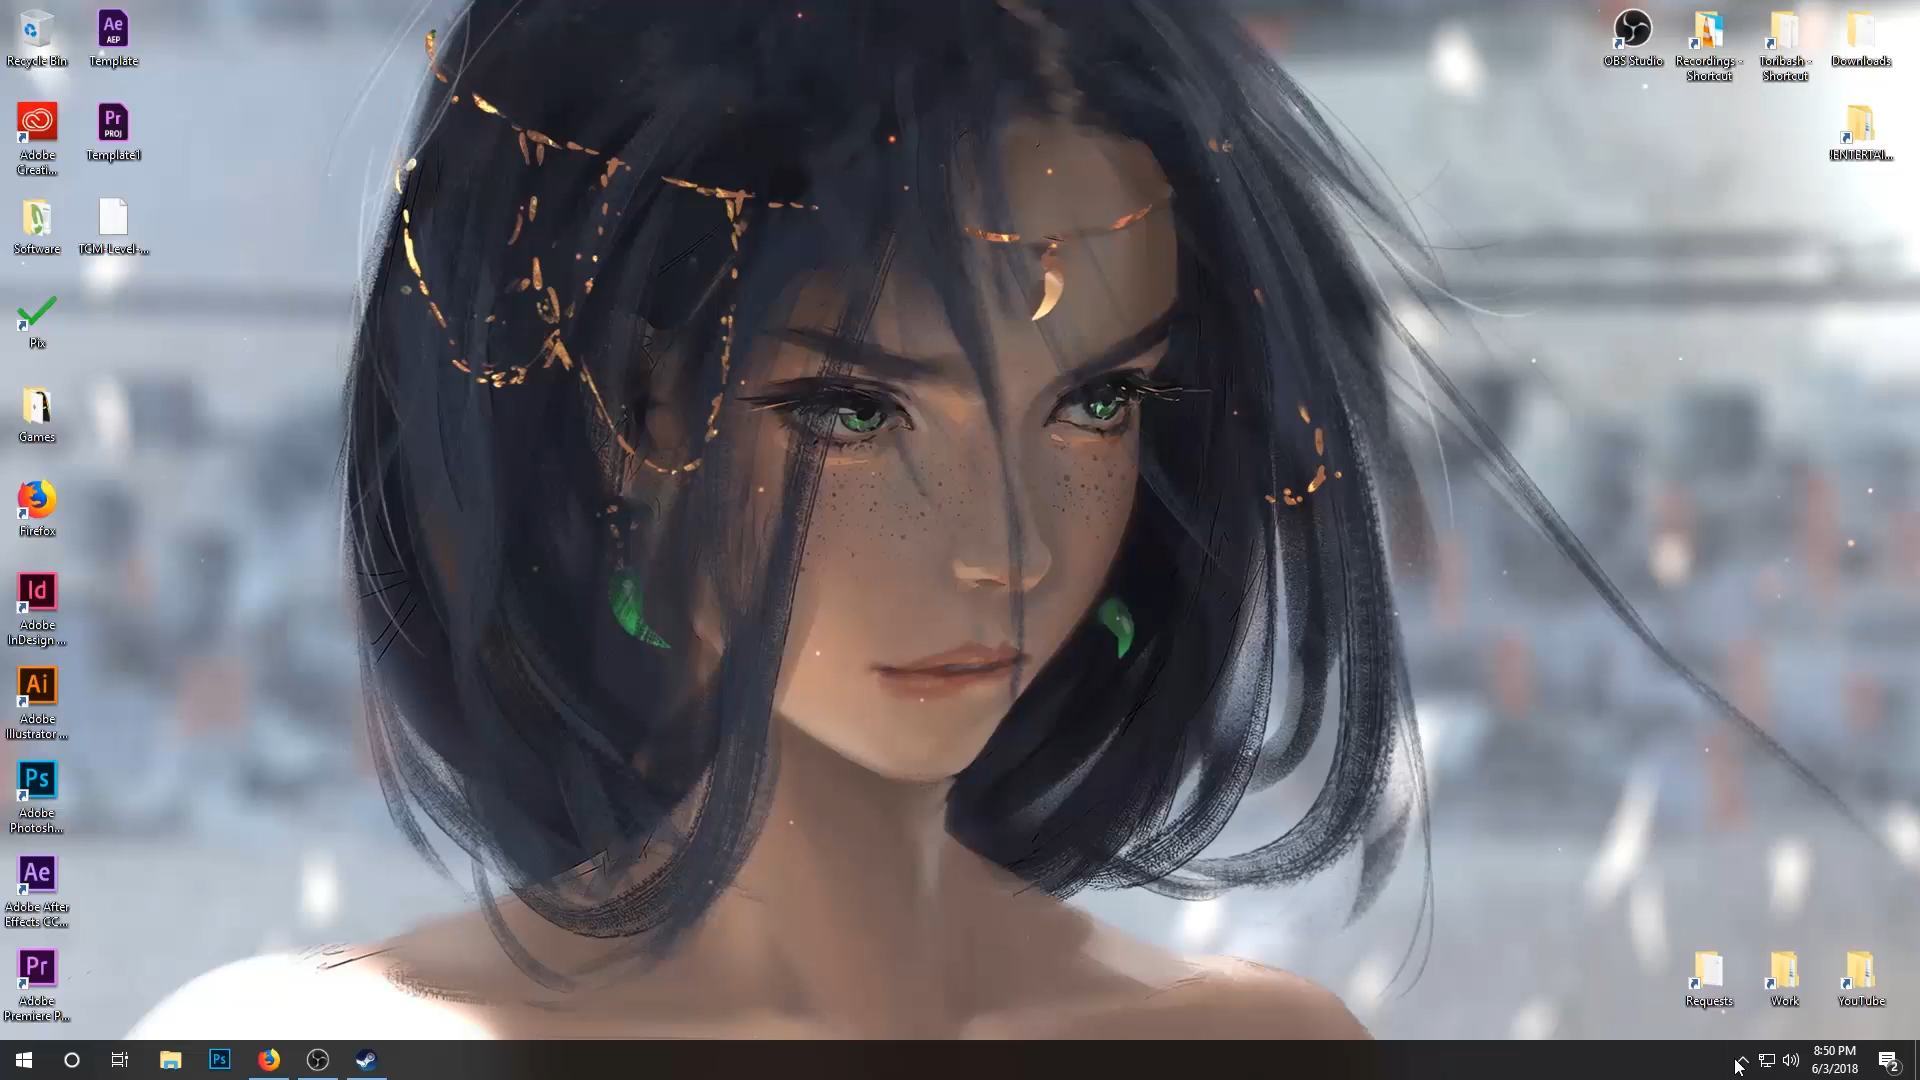 Recycle Bin
Ae
AEP
Template
Adobe
Creati...
Pr
PROJ
Template1
Software
TCM-Level-...
Pix
Games
Firefox
Id
Adobe
InDesign ...
Ai
Adobe
Illustrator ...
Ps
Adobe
Photosh...
Ae
Adobe After
Effects CC...
Pr
Adobe
Premiere P...
OBS Studio
Recordings -
Shortcut
Toribash -
Shortcut
Downloads
!ENTERTAI...
Requests
Work
YouTube
Ps
8:50 PM
6/3/2018
2